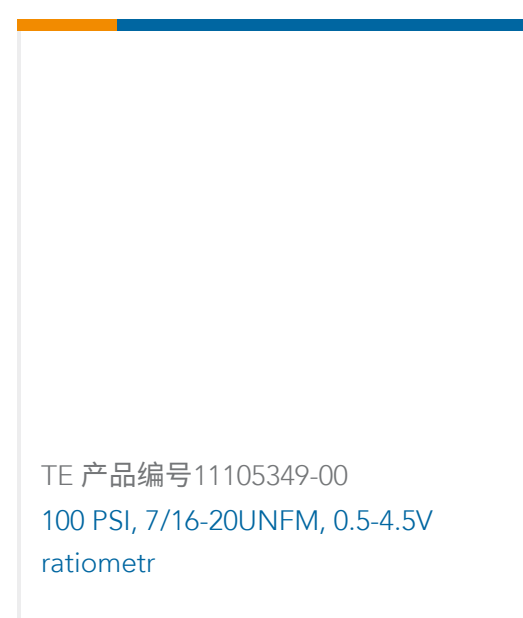 TE 产品编号11105349-00
100 PSI, 7/16-20UNFM, 0.5-4.5V
ratiometr